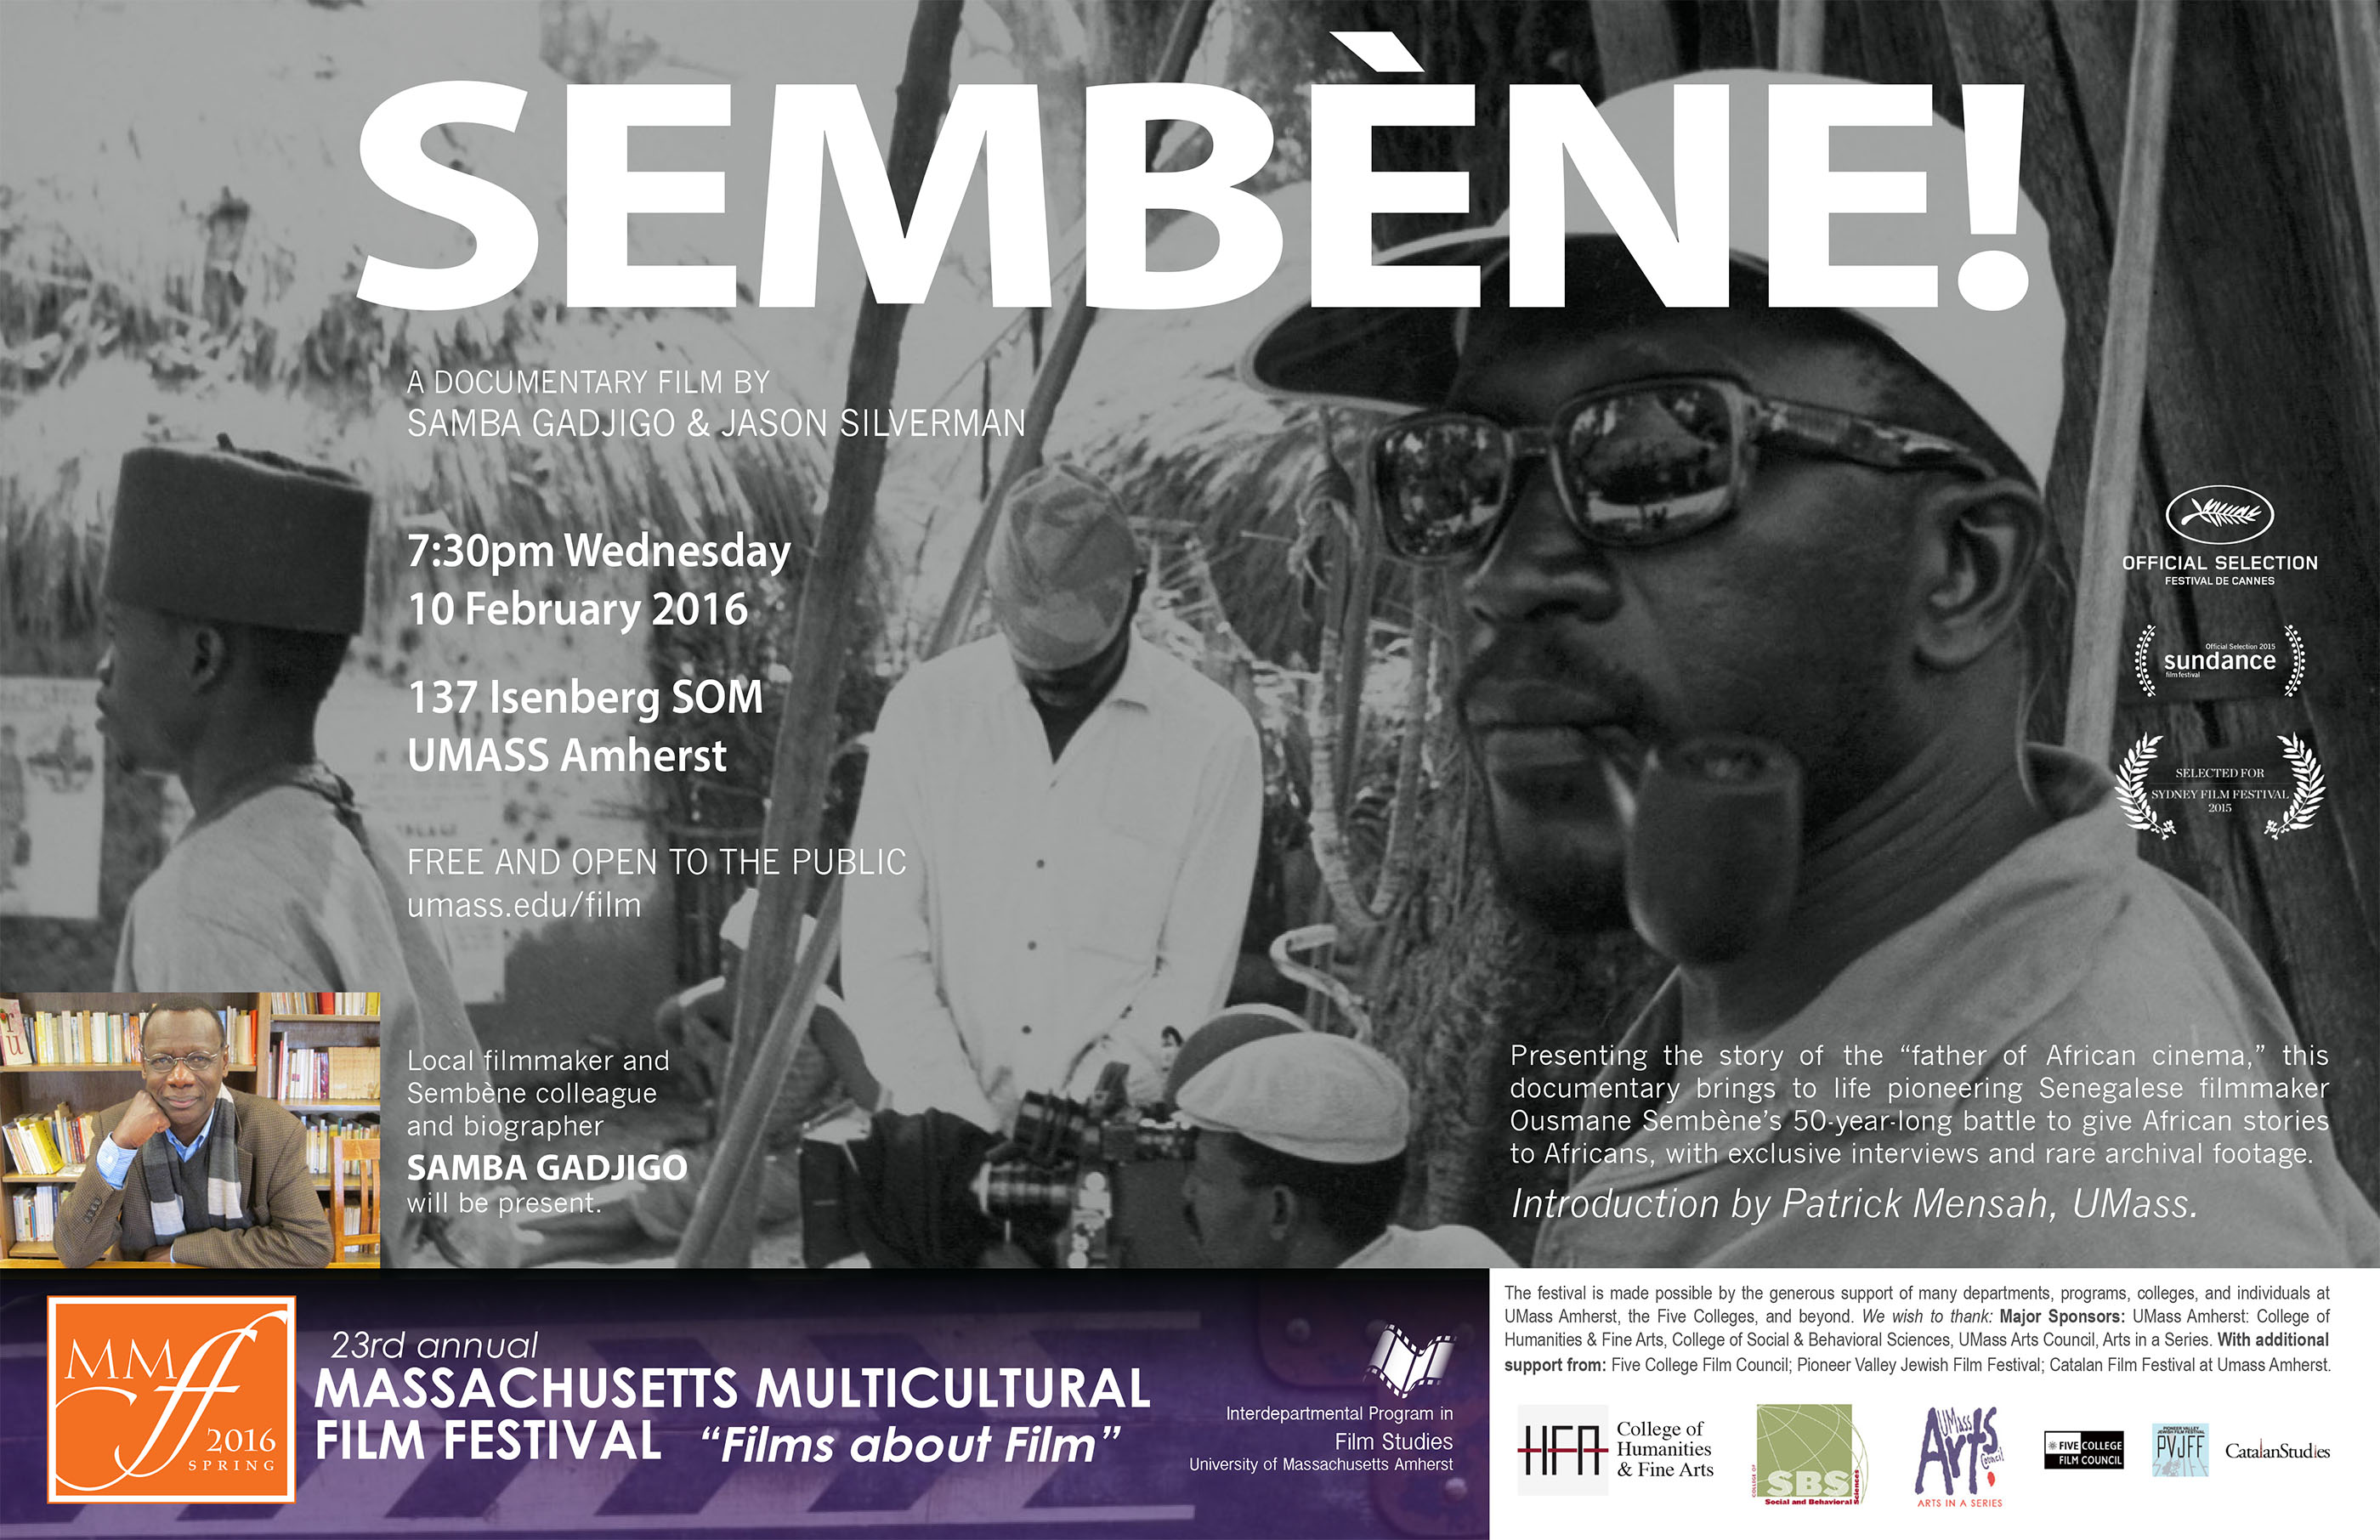 SEMBÈNE!
A DOCUMENTARY FILM BY
SAMBA GADJIGO & JASON SILVERMAN
7:30pm Wednesday
10 February 2016
137 Isenberg SOM
UMASS Amherst
FREE AND OPEN TO THE PUBLIC
umass.edu/film
OFFICIAL SELECTION
FESTIVAL DE CANNES
Official Selection 2015
sundance
film festival
SELECTED FOR
SYDNEY FILM FESTIVAL
2015
Local filmmaker and
Sembène colleague
and biographer
SAMBA GADJIGO
will be present.
Presenting the story of the “father of African cinema,” this
documentary brings to life pioneering Senegalese filmmaker
Ousmane Sembène’s 50-year-long battle to give African stories
to Africans, with exclusive interviews and rare archival footage.
Introduction by Patrick Mensah, UMass.
MMff
2016
SPRING
23rd annual
MASSACHUSETTS MULTICULTURAL
FILM FESTIVAL “Films about Film”
Interdepartmental Program in
Film Studies
University of Massachusetts Amherst
The festival is made possible by the generous support of many departments, programs, colleges, and individuals at
UMass Amherst, the Five Colleges, and beyond. We wish to thank: Major Sponsors: UMass Amherst: College of
Humanities & Fine Arts, College of Social & Behavioral Sciences, UMass Arts Council, Arts in a Series. With additional
support from: Five College Film Council; Pioneer Valley Jewish Film Festival; Catalan Film Festival at Umass Amherst.
HFA
College of
Humanities
& Fine Arts
COLLEGE OF
SBS
Social and Behavioral Sciences
UMass
Arts
Council
ARTS IN A SERIES
FIVE COLLEGE
FILM COUNCIL
PIONEER VALLEY
JEWISH FILM FESTIVAL
PVJFF
CatalanStudies